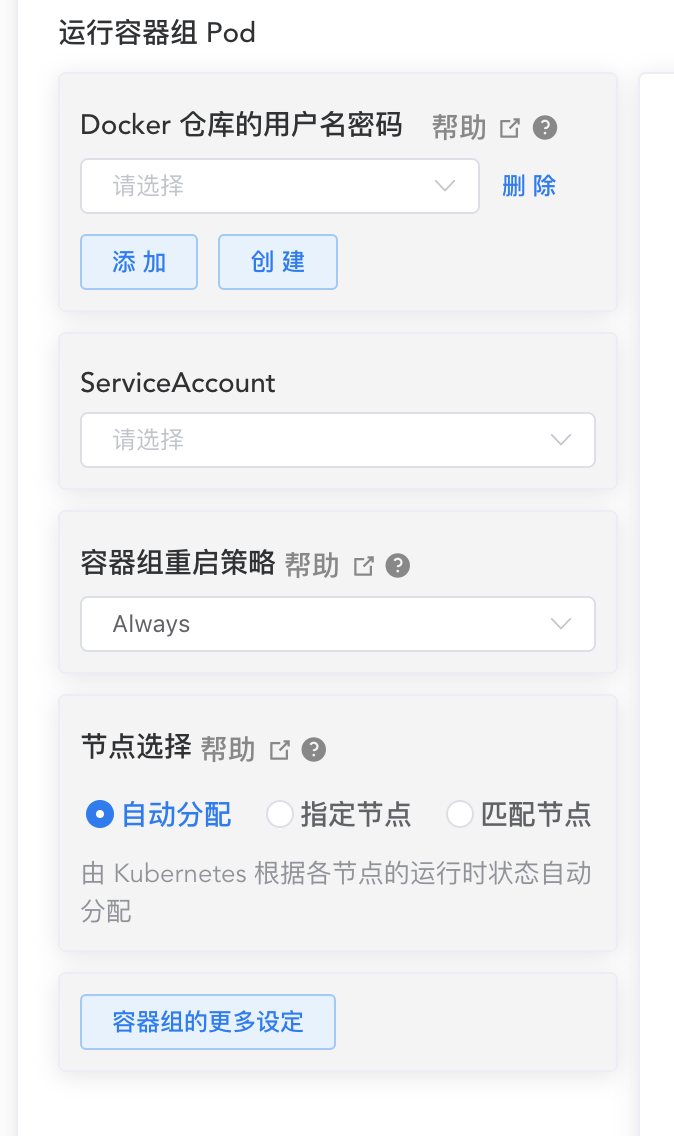 运行容器组 Pod
Docker 仓库的用户名密码 帮助
请选择 删 除
添 加 创 建
ServiceAccount
请选择
容器组重启策略 帮助
Always
节点选择 帮助
自动分配 指定节点 匹配节点
由 Kubernetes 根据各节点的运行时状态自动
分配
容器组的更多设定